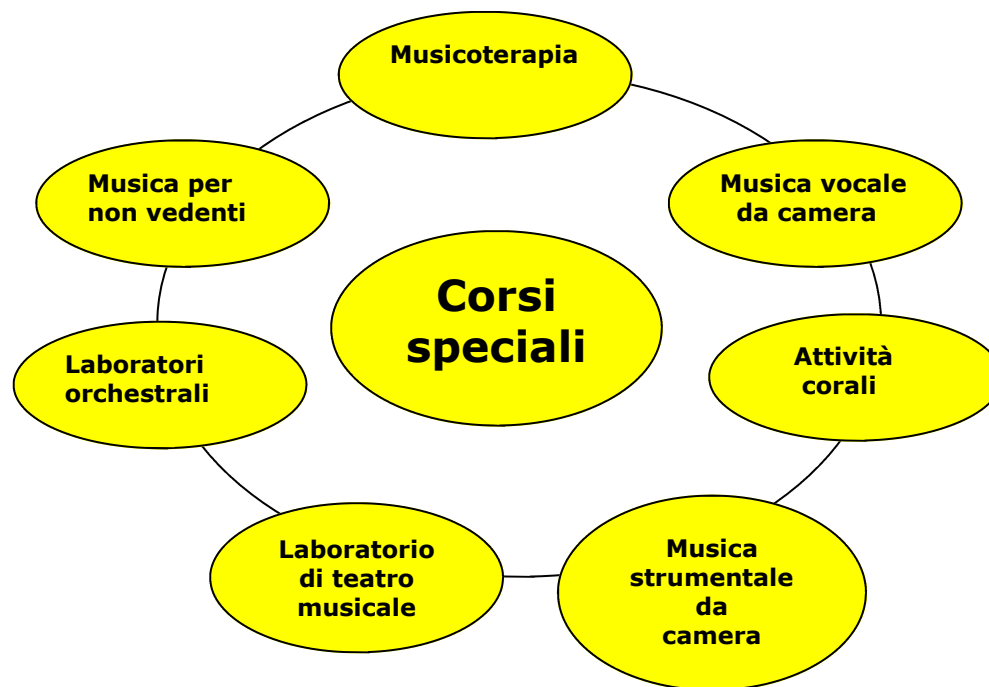 Musicoterapia
Musica per
non vedenti
Musica vocale
da camera
Corsi
speciali
Laboratori
orchestrali
Attività
corali
Laboratorio
di teatro
musicale
Musica
strumentale
da
camera